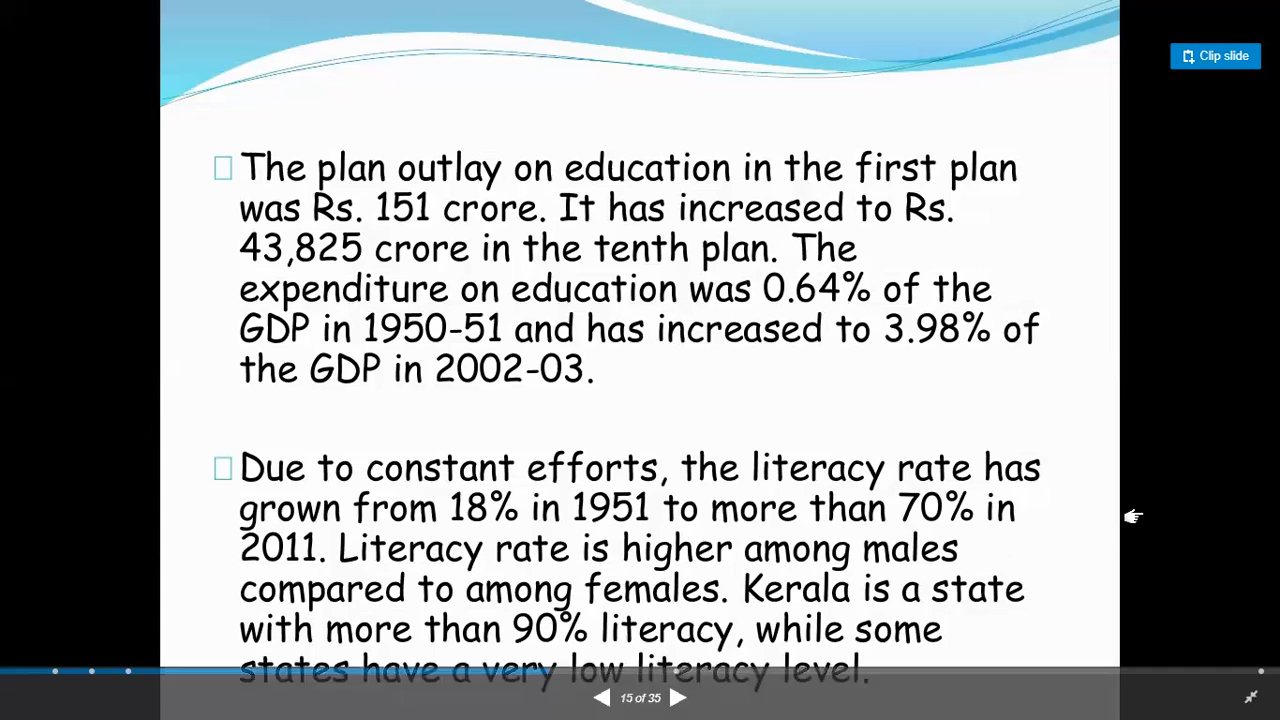 Clip slide
The plan outlay on education in the first plan
was Rs. 151 crore. It has increased to Rs.
43,825 crore in the tenth plan. The
expenditure on education was 0.64% of the
GDP in 1950-51 and has increased to 3.98% of
the GDP in 2002-03.
Due to constant efforts, the literacy rate has
grown from 18% in 1951 to more than 70% in
2011. Literacy rate is higher among males
compared to among females. Kerala is a state
with more than 90% literacy, while some
states have a very low literacy level.
15 of 35